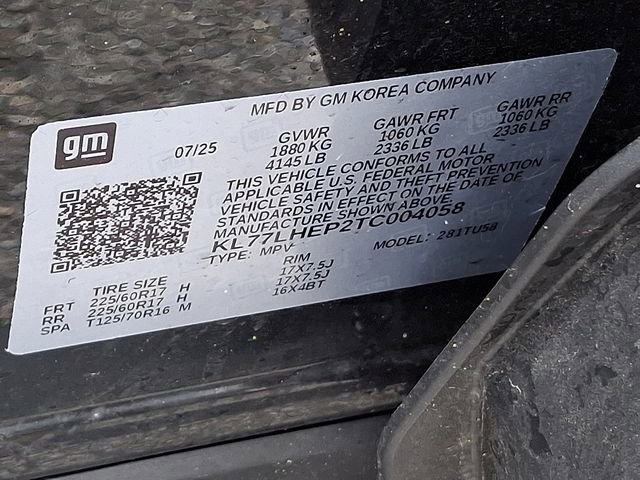 MFD BY GM KOREA COMPANY
gm
07/25
GVWR
1880 KG
4145 LB
GAWR FRT
1060 KG
2336 LB
GAWR RR
1060 KG
2336 LB
THIS VEHICLE CONFORMS TO ALL
APPLICABLE U.S. FEDERAL MOTOR
VEHICLE SAFETY AND THEFT PREVENTION
STANDARDS IN EFFECT ON THE DATE OF
MANUFACTURE SHOWN ABOVE.
KL77LHEP2TC004058
TYPE: MPV MODEL: 281TU58
TIRE SIZE RIM
FRT 225/60R17 H 17X7.5J
RR 225/60R17 H 17X7.5J
SPA T125/70R16 M 16X4BT